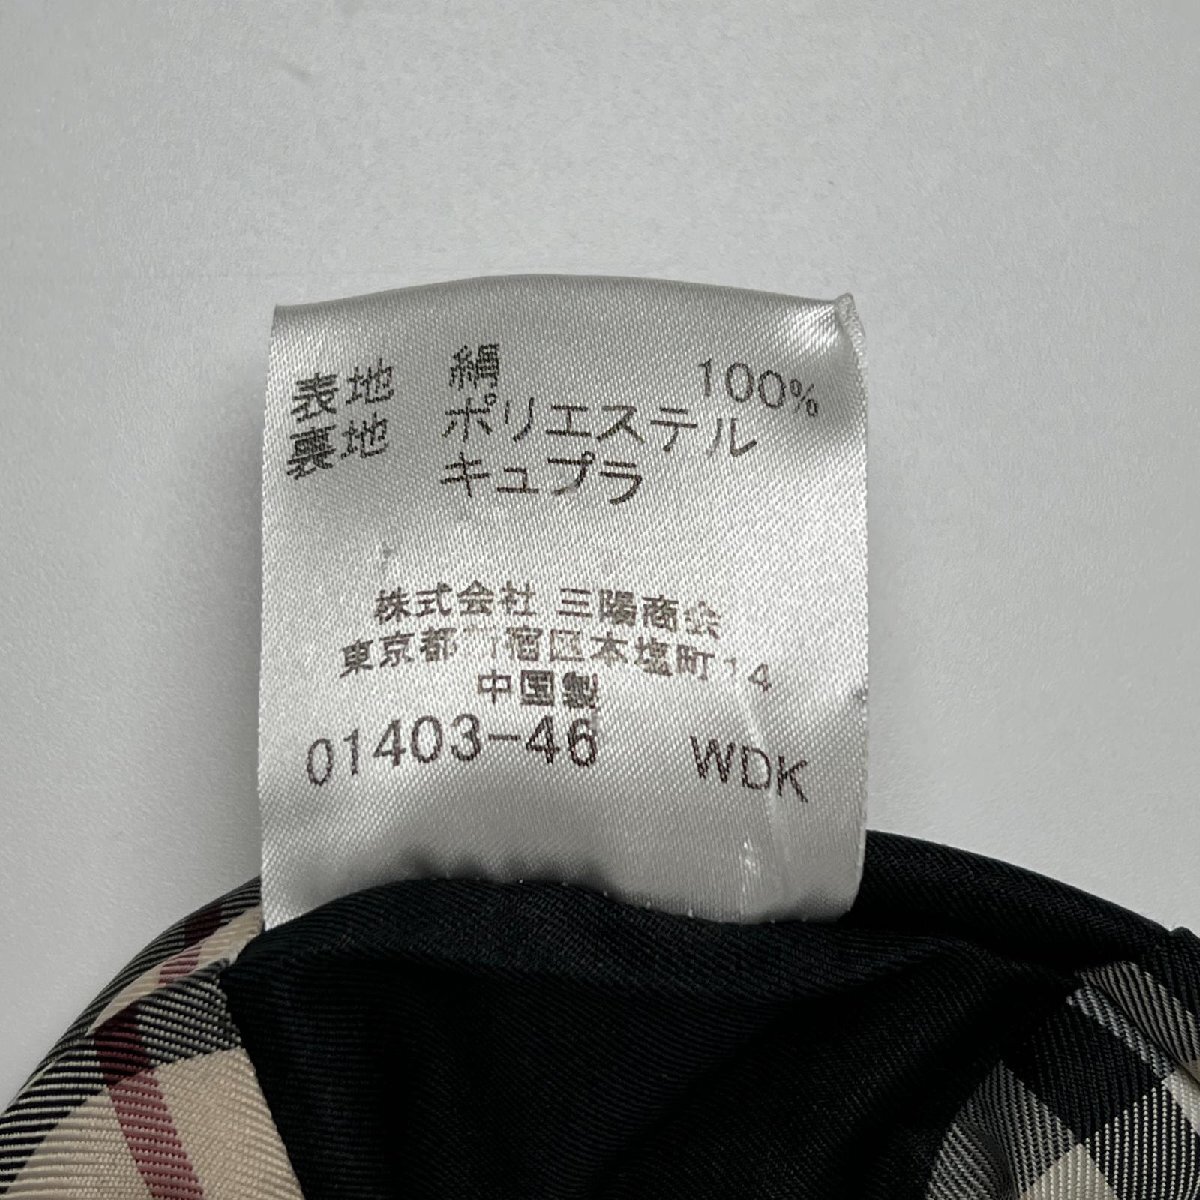 表地 絹 100%
裏地 ポリエステル
キュプラ
株式会社 三陽商会
東京都新宿区本塩町14
中国製
01403-46 WDK